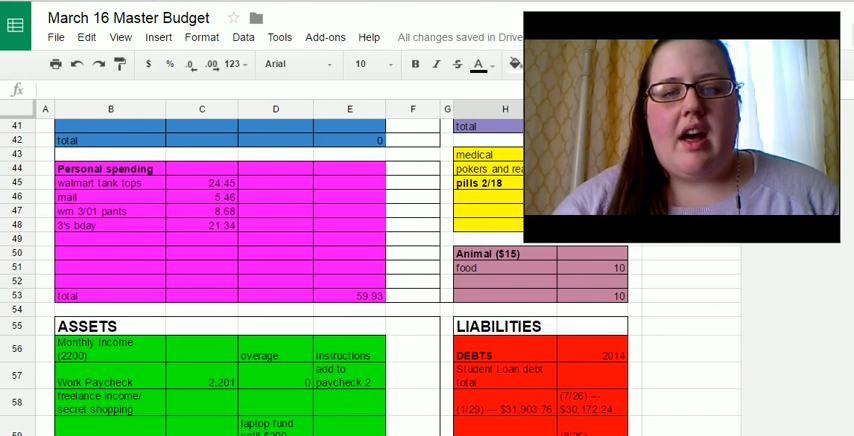 March 16 Master Budget
File Edit View Insert Format Data Tools Add-ons Help All changes saved in Drive
$ % .0 .00 123 Arial 10 B I S A
fx
A B C D E F G H
41 total
42 total 0
43 medical
44 Personal spending pokers and
45 walmart tank tops 24.45 pills 2/18
46 mail 5.46
47 wm 3/01 pants 8.68
48 3's bday 21.34
49
50 Animal ($15)
51 food 10
52
53 total 59.93 10
54
55 ASSETS LIABILITIES
Monthly income
56 (2200) overage instructions DEBTS 2014
add to Student Loan debt
57 Work Paycheck 2,201 0 paycheck 2 total
freelance income/ (7/26) ---
58 secret shopping (1/29) --- $31,903.76 $30,172.24
laptop fund